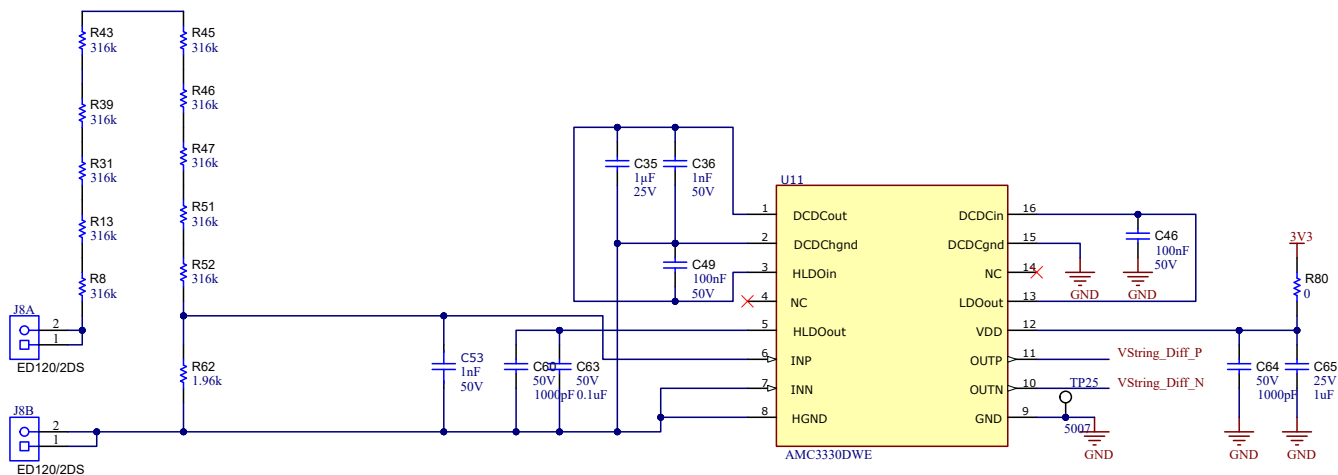 R43
316k
R45
316k
R39
316k
R46
316k
R31
316k
R47
316k
R13
316k
R51
316k
R8
316k
R52
316k
J8A
2
1
ED120/2DS
R62
1.96k
J8B
2
1
ED120/2DS
C53
1nF
50V
C60
50V
1000pF
C63
50V
0.1uF
C35
1µF
25V
C36
1nF
50V
C49
100nF
50V
U11
1 DCDCout
2 DCDChgnd
3 HLDOin
4 NC
5 HLDOout
6 INP
7 INN
8 HGND
DCDCin 16
DCDCgnd 15
NC 14
LDOout 13
VDD 12
OUTP 11
OUTN 10
GND 9
AMC3330DWE
C46
100nF
50V
GND
GND
3V3
R80
0
VString_Diff_P
VString_Diff_N
TP25
5007
GND
C64
50V
1000pF
GND
C65
25V
1uF
GND